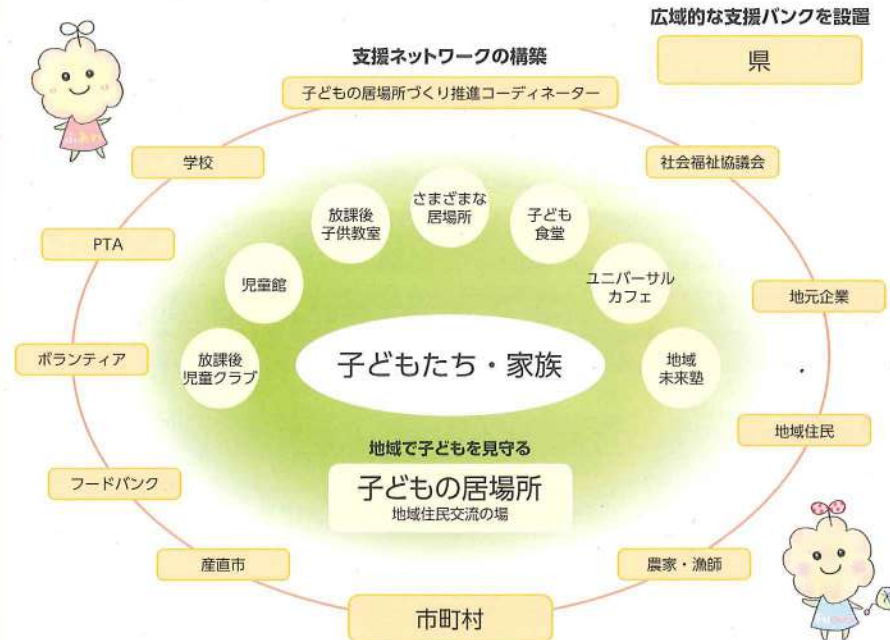 広域的な支援バンクを設置
県
支援ネットワークの構築
子どもの居場所づくり推進コーディネーター
学校
社会福祉協議会
PTA
地元企業
ボランティア
地域住民
フードバンク
農家・漁師
産直市
市町村
さまざまな
居場所
放課後
子供教室
子ども
食堂
児童館
ユニバーサル
カフェ
放課後
児童クラブ
地域
未来塾
子どもたち・家族
地域で子どもを見守る
子どもの居場所
地域住民交流の場